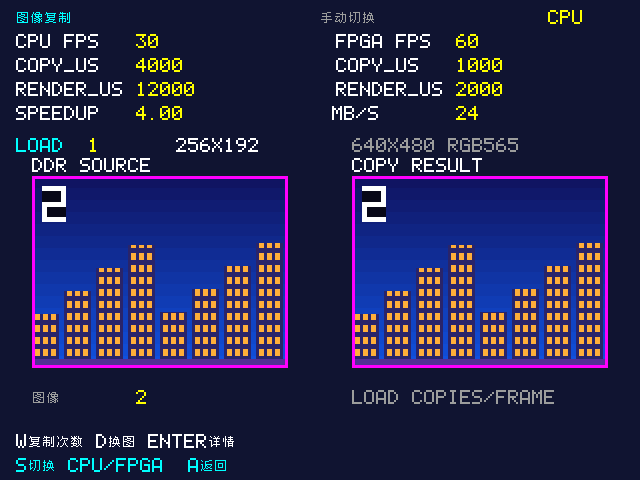 图像复制 手动切换 CPU
CPU FPS 30 FPGA FPS 60
COPY_US 4000 COPY_US 1000
RENDER_US 12000 RENDER_US 2000
SPEEDUP 4.00 MB/S 24
LOAD 1 256X192 640X480 RGB565
DDR SOURCE COPY RESULT
2 2
图像 2 LOAD COPIES/FRAME
W复制次数 D换图 ENTER详情
S切换 CPU/FPGA A返回